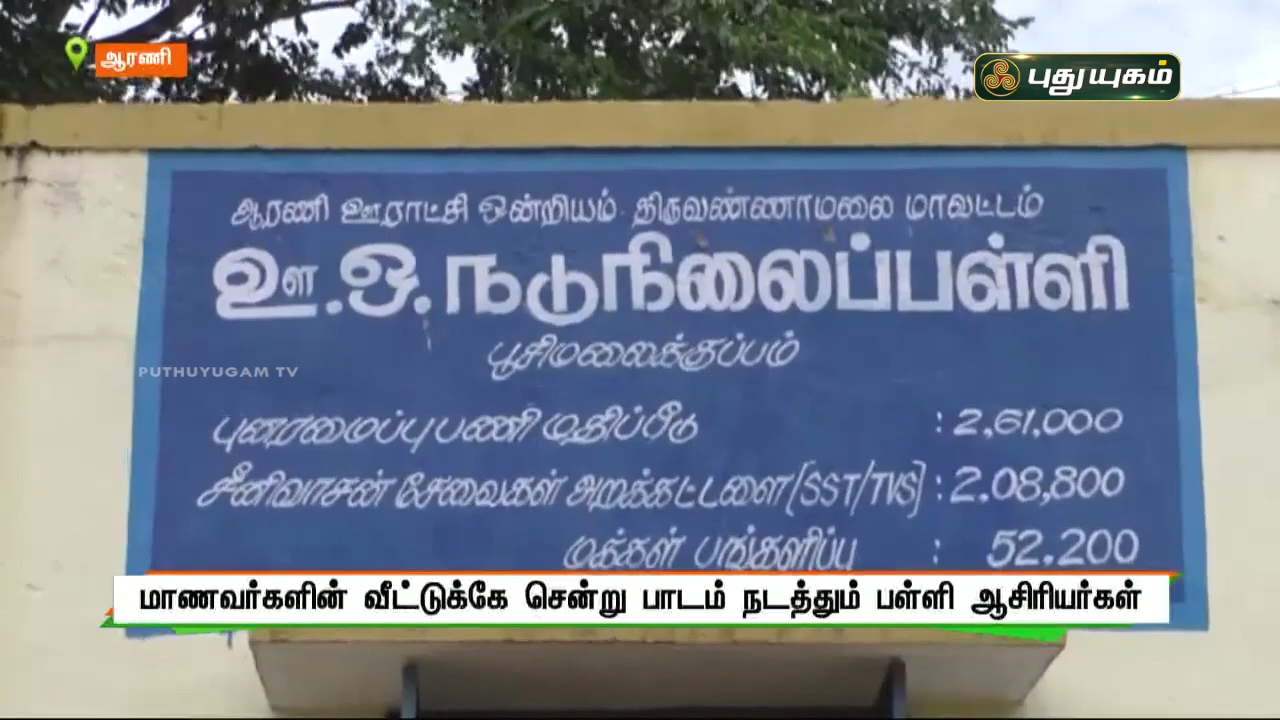 ஆரணி
புதுயுகம்
ஆரணி ஊராட்சி ஒன்றியம். திருவண்ணாமலை மாவட்டம்
ஊ.ஒ.நடுநிலைப்பள்ளி
பூசிமலைக்குப்பம்
PUTHUYUGAM TV
புனரமைப்புபணி மதிப்பீடு : 2,61,000
சீனிவாசன் சேவைகள் அறக்கட்டளை [SST/TVS] : 2,08,800
மக்கள் பங்களிப்பு : 52,200
மாணவர்களின் வீட்டுக்கே சென்று பாடம் நடத்தும் பள்ளி ஆசிரியர்கள்